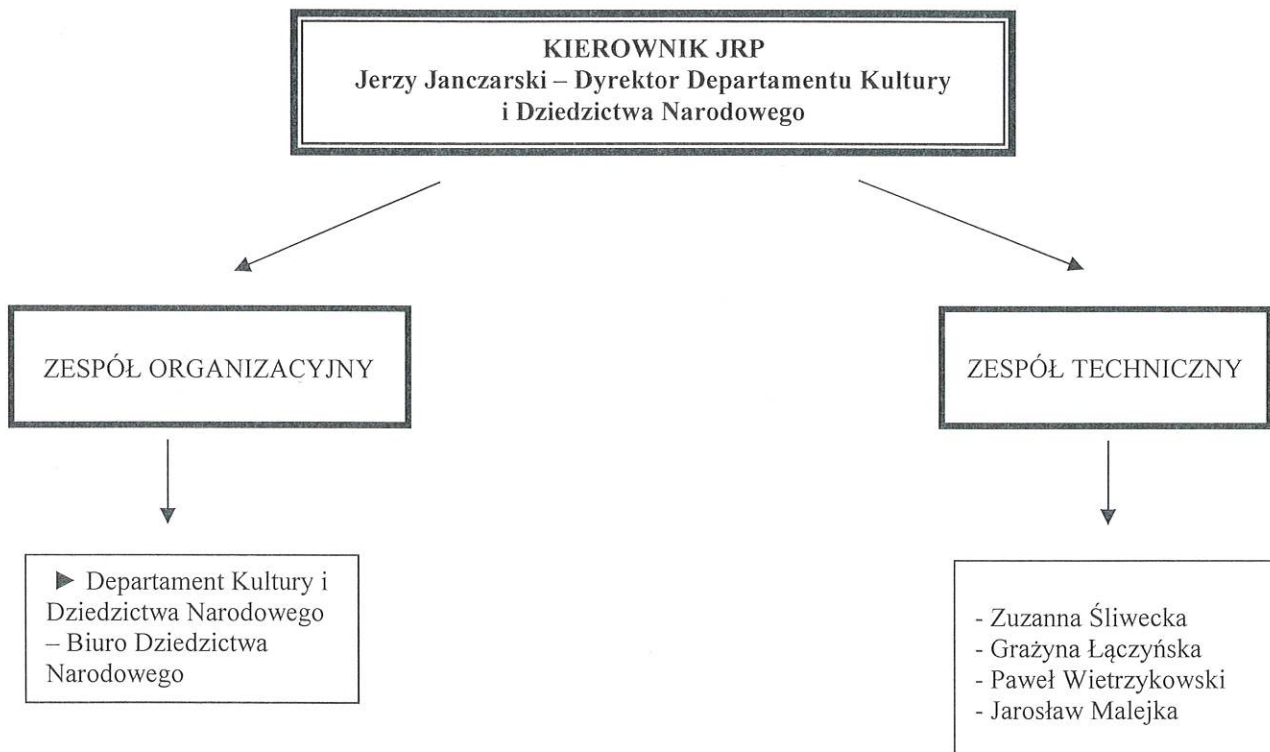 KIEROWNIK JRP
Jerzy Janczarski – Dyrektor Departamentu Kultury
i Dziedzictwa Narodowego
ZESPÓŁ ORGANIZACYJNY
ZESPÓŁ TECHNICZNY
► Departament Kultury i
Dziedzictwa Narodowego
– Biuro Dziedzictwa
Narodowego
- Zuzanna Śliwecka
- Grażyna Łączyńska
- Paweł Wietrzykowski
- Jarosław Malejka